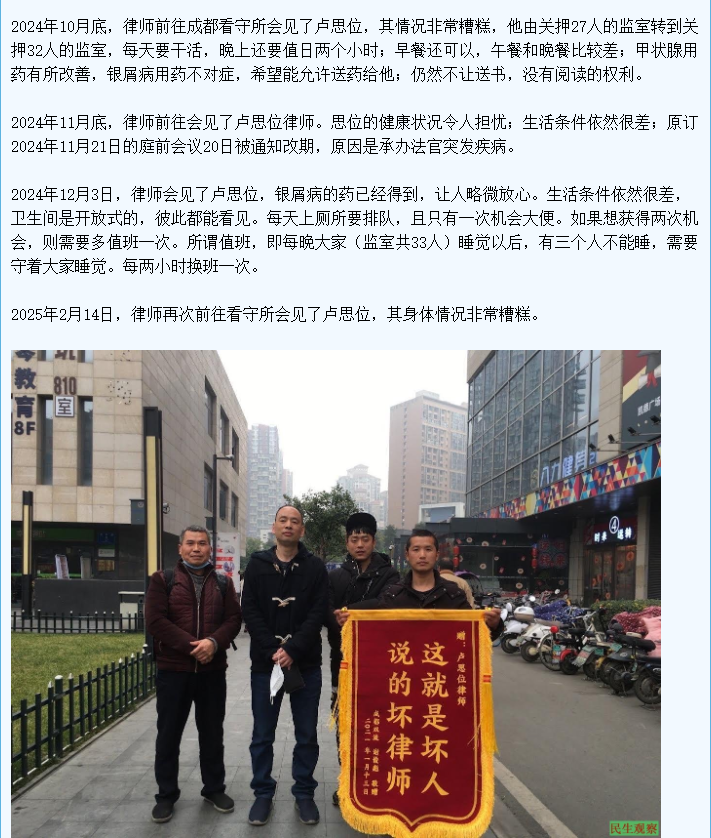 2024年10月底，律师前往成都看守所会见了卢思位，其情况非常糟糕，他由关押27人的监室转到关
押32人的监室，每天要干活，晚上还要值日两个小时；早餐还可以，午餐和晚餐比较差；甲状腺用
药有所改善，银屑病用药不对症，希望能允许送药给他；仍然不让送书，没有阅读的权利。
2024年11月底，律师前往会见了卢思位律师。思位的健康状况令人担忧；生活条件依然很差；原订
2024年11月21日的庭前会议20日被通知改期，原因是承办法官突发疾病。
2024年12月3日，律师会见了卢思位，银屑病的药已经得到，让人略微放心。生活条件依然很差，
卫生间是开放式的，彼此都能看见。每天上厕所要排队，且只有一次机会大便。如果想获得两次机
会，则需要多值班一次。所谓值班，即每晚大家（监室共33人）睡觉以后，有三个人不能睡，需要
守着大家睡觉。每两小时换班一次。
2025年2月14日，律师再次前往看守所会见了卢思位，其身体情况非常糟糕。
教育
8F
810
室
赠：卢思位律师
这就是坏人
说的坏律师
二〇二一年一月十三日
民生观察